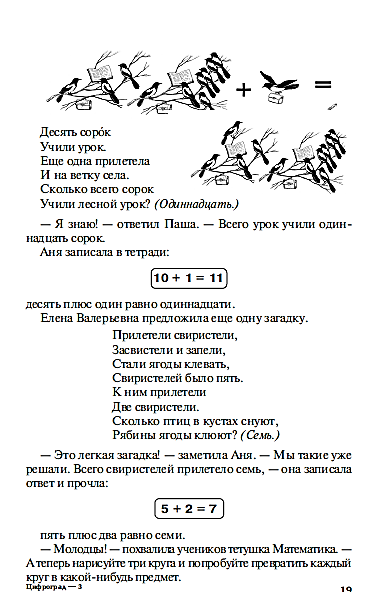 + =
Десять соро́к
Учили урок.
Еще одна прилетела
И на ветку села.
Сколько всего сорок
Учили лесной урок? (Одиннадцать.)
— Я знаю! — ответил Паша. — Всего урок учили один-
надцать сорок.
Аня записала в тетради:
10 + 1 = 11
десять плюс один равно одиннадцати.
Елена Валерьевна предложила еще одну загадку.
Прилетели свиристели,
Засвистели и запели,
Стали ягоды клевать,
Свиристелей было пять.
К ним прилетели
Две свиристели.
Сколько птиц в кустах снуют,
Рябины ягоды клюют? (Семь.)
— Это легкая загадка! — заметила Аня. — Мы такие уже
решали. Всего свиристелей прилетело семь, — она записала
ответ и прочла:
5 + 2 = 7
пять плюс два равно семи.
— Молодцы! — похвалила учеников тетушка Математика. —
А теперь нарисуйте три круга и попробуйте превратить каждый
круг в какой-нибудь предмет.
Цифроград — 3
19